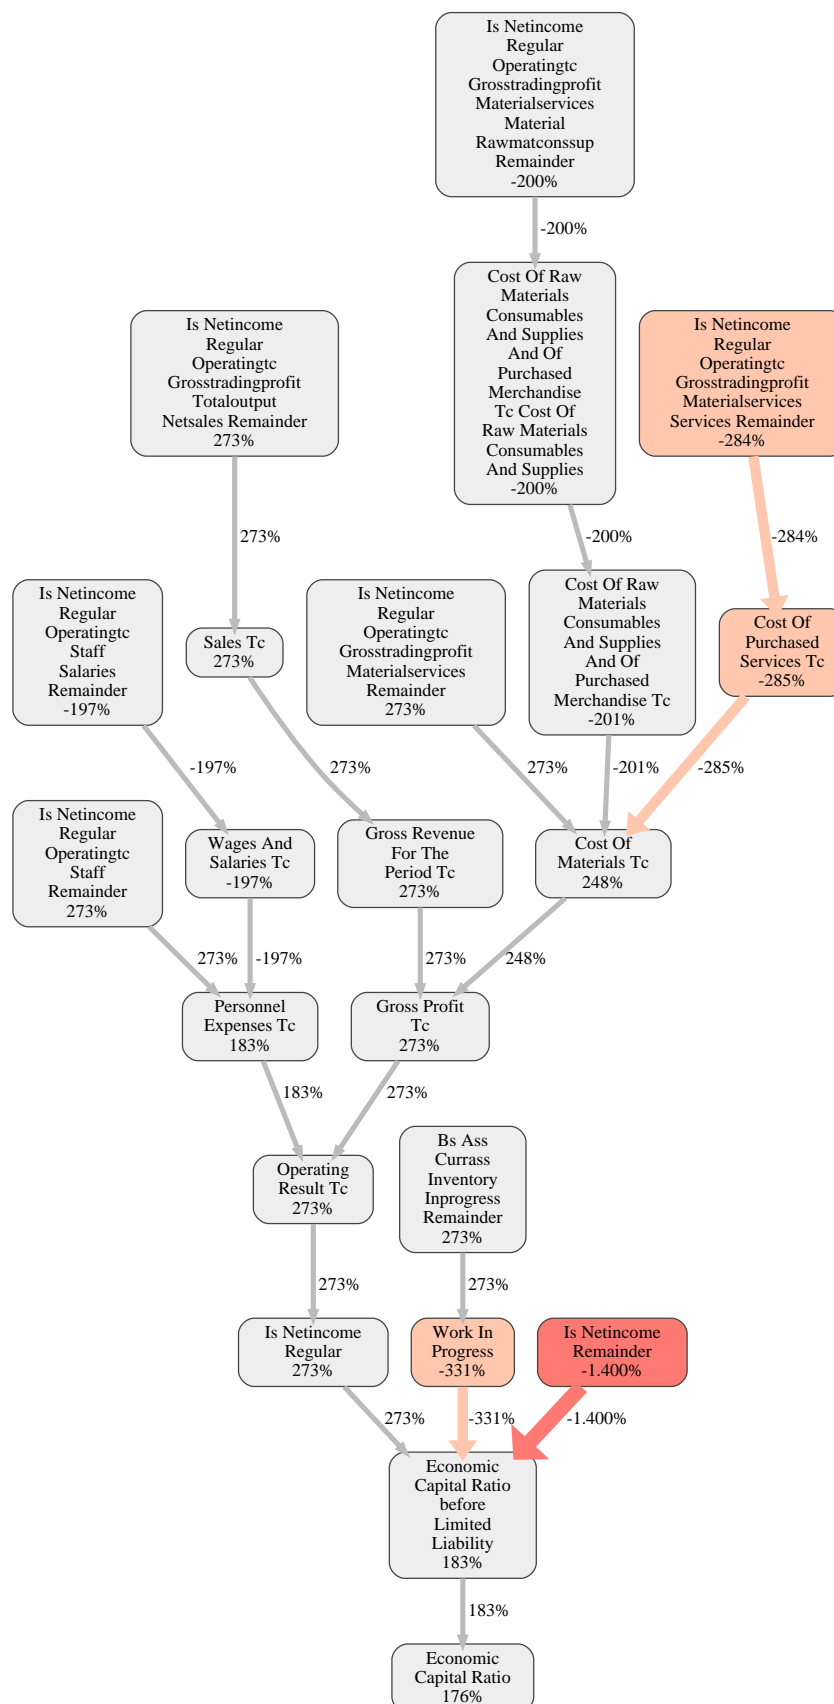 Is Netincome
Regular
Operatingtc
Grosstradingprofit
Materialservices
Material
Rawmatconssup
Remainder
-200%
-200%
Cost Of Raw
Materials
Consumables
And Supplies
And Of
Purchased
Merchandise
Tc Cost Of
Raw Materials
Consumables
And Supplies
-200%
Is Netincome
Regular
Operatingtc
Grosstradingprofit
Totaloutput
Netsales Remainder
273%
Is Netincome
Regular
Operatingtc
Grosstradingprofit
Materialservices
Services Remainder
-284%
273%
-200%
-284%
Is Netincome
Regular
Operatingtc
Staff
Salaries
Remainder
-197%
Sales Tc
273%
Is Netincome
Regular
Operatingtc
Grosstradingprofit
Materialservices
Remainder
273%
Cost Of Raw
Materials
Consumables
And Supplies
And Of
Purchased
Merchandise Tc
-201%
Cost Of
Purchased
Services Tc
-285%
-197%
273%
273%
-201%
-285%
Is Netincome
Regular
Operatingtc
Staff
Remainder
273%
Wages And
Salaries Tc
-197%
Gross Revenue
For The
Period Tc
273%
Cost Of
Materials Tc
248%
273%
-197%
273%
248%
Personnel
Expenses Tc
183%
Gross Profit
Tc
273%
183%
273%
Operating
Result Tc
273%
Bs Ass
Currass
Inventory
Inprogress
Remainder
273%
273%
273%
Is Netincome
Regular
273%
Work In
Progress
-331%
Is Netincome
Remainder
-1.400%
273%
-331%
-1.400%
Economic
Capital Ratio
before
Limited
Liability
183%
183%
Economic
Capital Ratio
176%